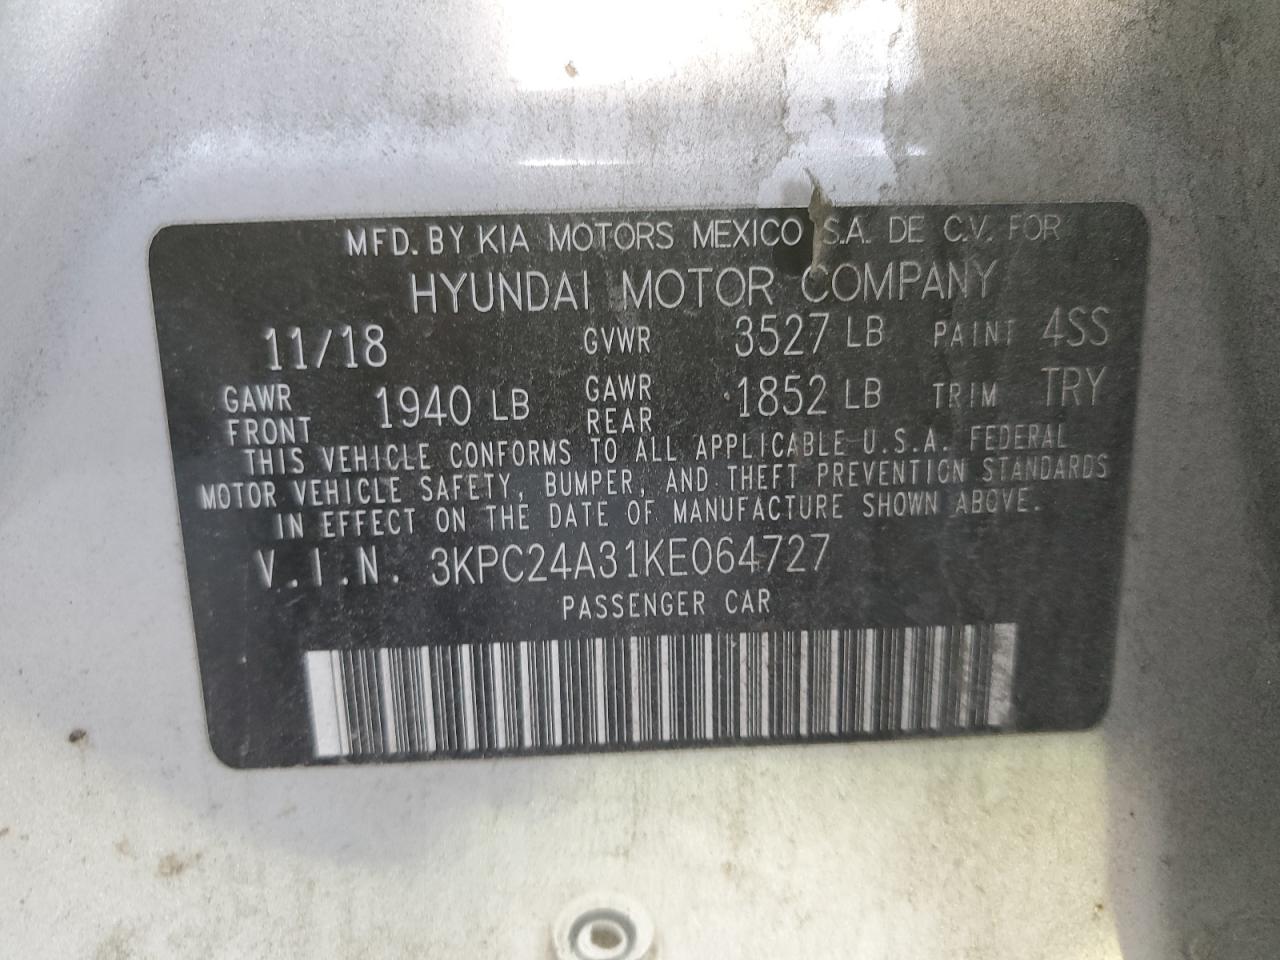 MFD. BY KIA MOTORS MEXICO S.A. DE C.V. FOR
HYUNDAI MOTOR COMPANY
11/18 GVWR 3527 LB PAINT 4SS
GAWR FRONT 1940 LB GAWR REAR 1852 LB TRIM TRY
THIS VEHICLE CONFORMS TO ALL APPLICABLE U.S.A. FEDERAL
MOTOR VEHICLE SAFETY, BUMPER, AND THEFT PREVENTION STANDARDS
IN EFFECT ON THE DATE OF MANUFACTURE SHOWN ABOVE.
V.I.N. 3KPC24A31KE064727
PASSENGER CAR